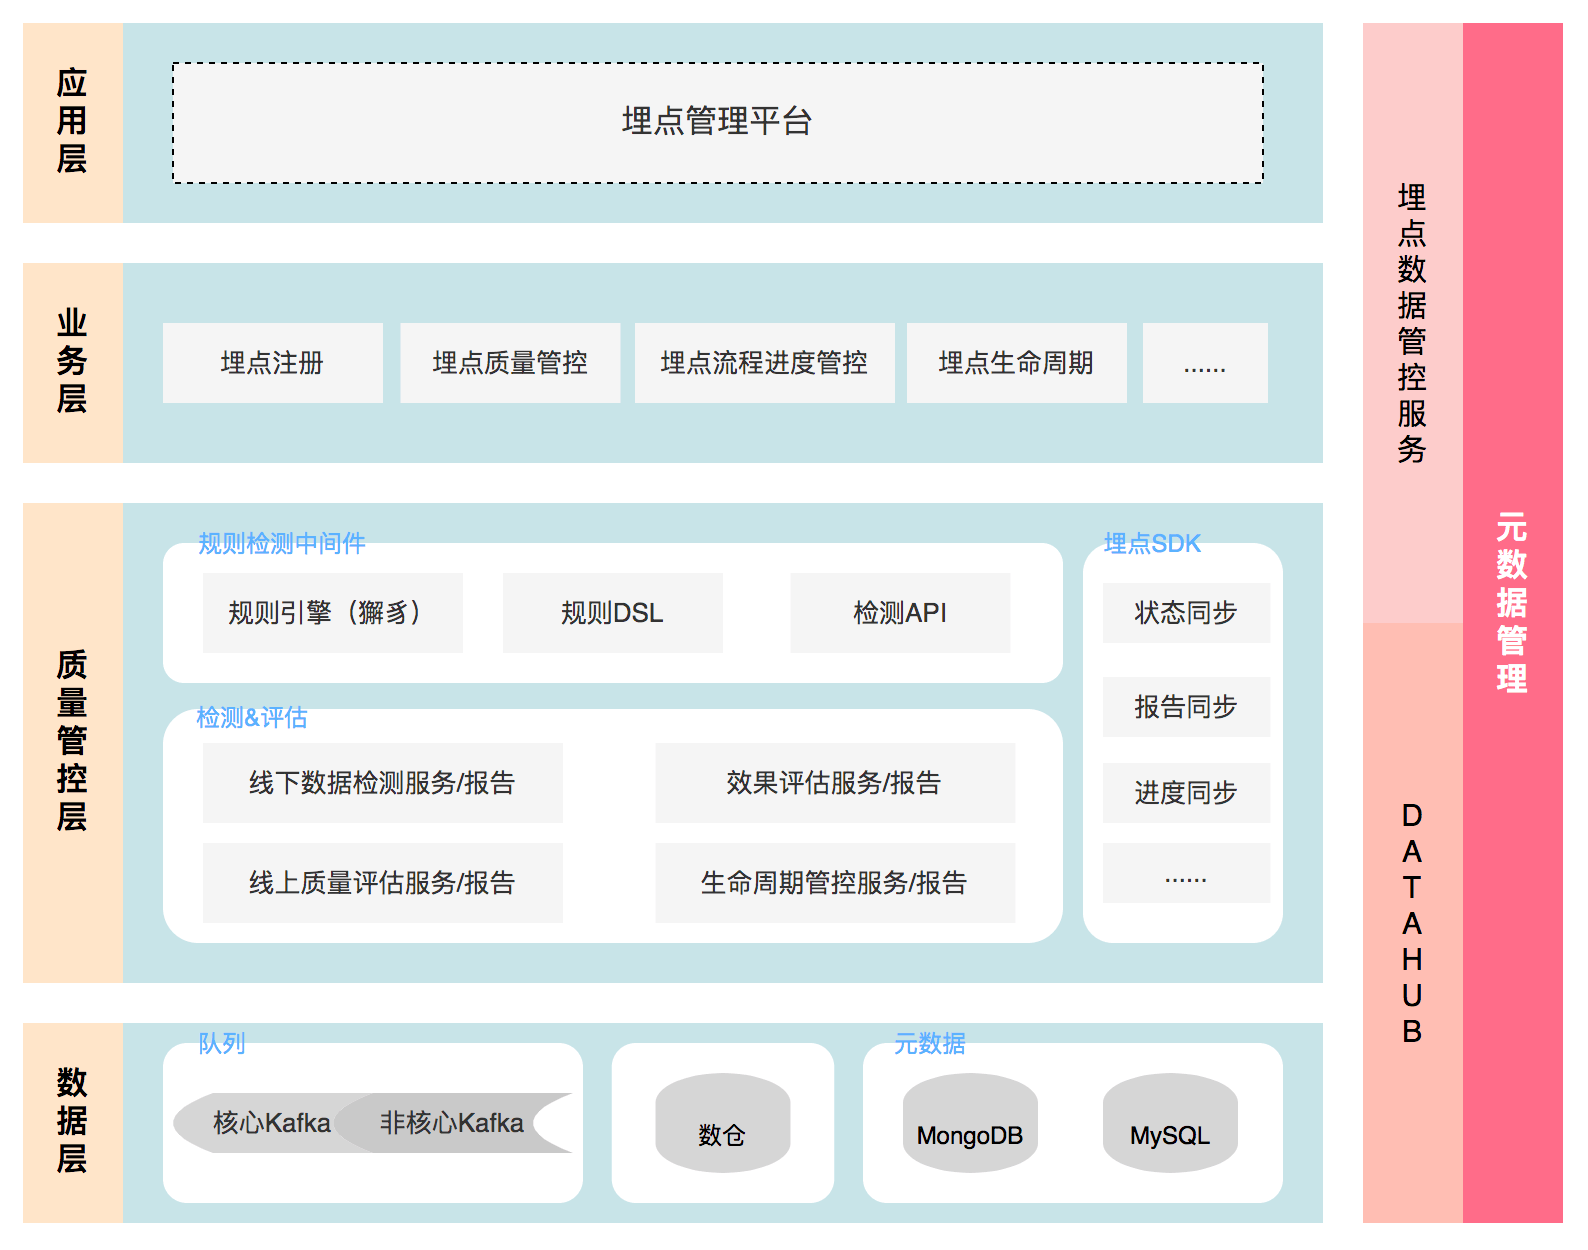 应用层
埋点管理平台
业务层
埋点注册
埋点质量管控
埋点流程进度管控
埋点生命周期
......
质量管控层
规则检测中间件
规则引擎（獬豸）
规则DSL
检测API
检测&评估
线下数据检测服务/报告
效果评估服务/报告
线上质量评估服务/报告
生命周期管控服务/报告
埋点SDK
状态同步
报告同步
进度同步
......
数据层
队列
核心Kafka
非核心Kafka
数仓
元数据
MongoDB
MySQL
埋点数据管控服务
DATAHUB
元数据管理